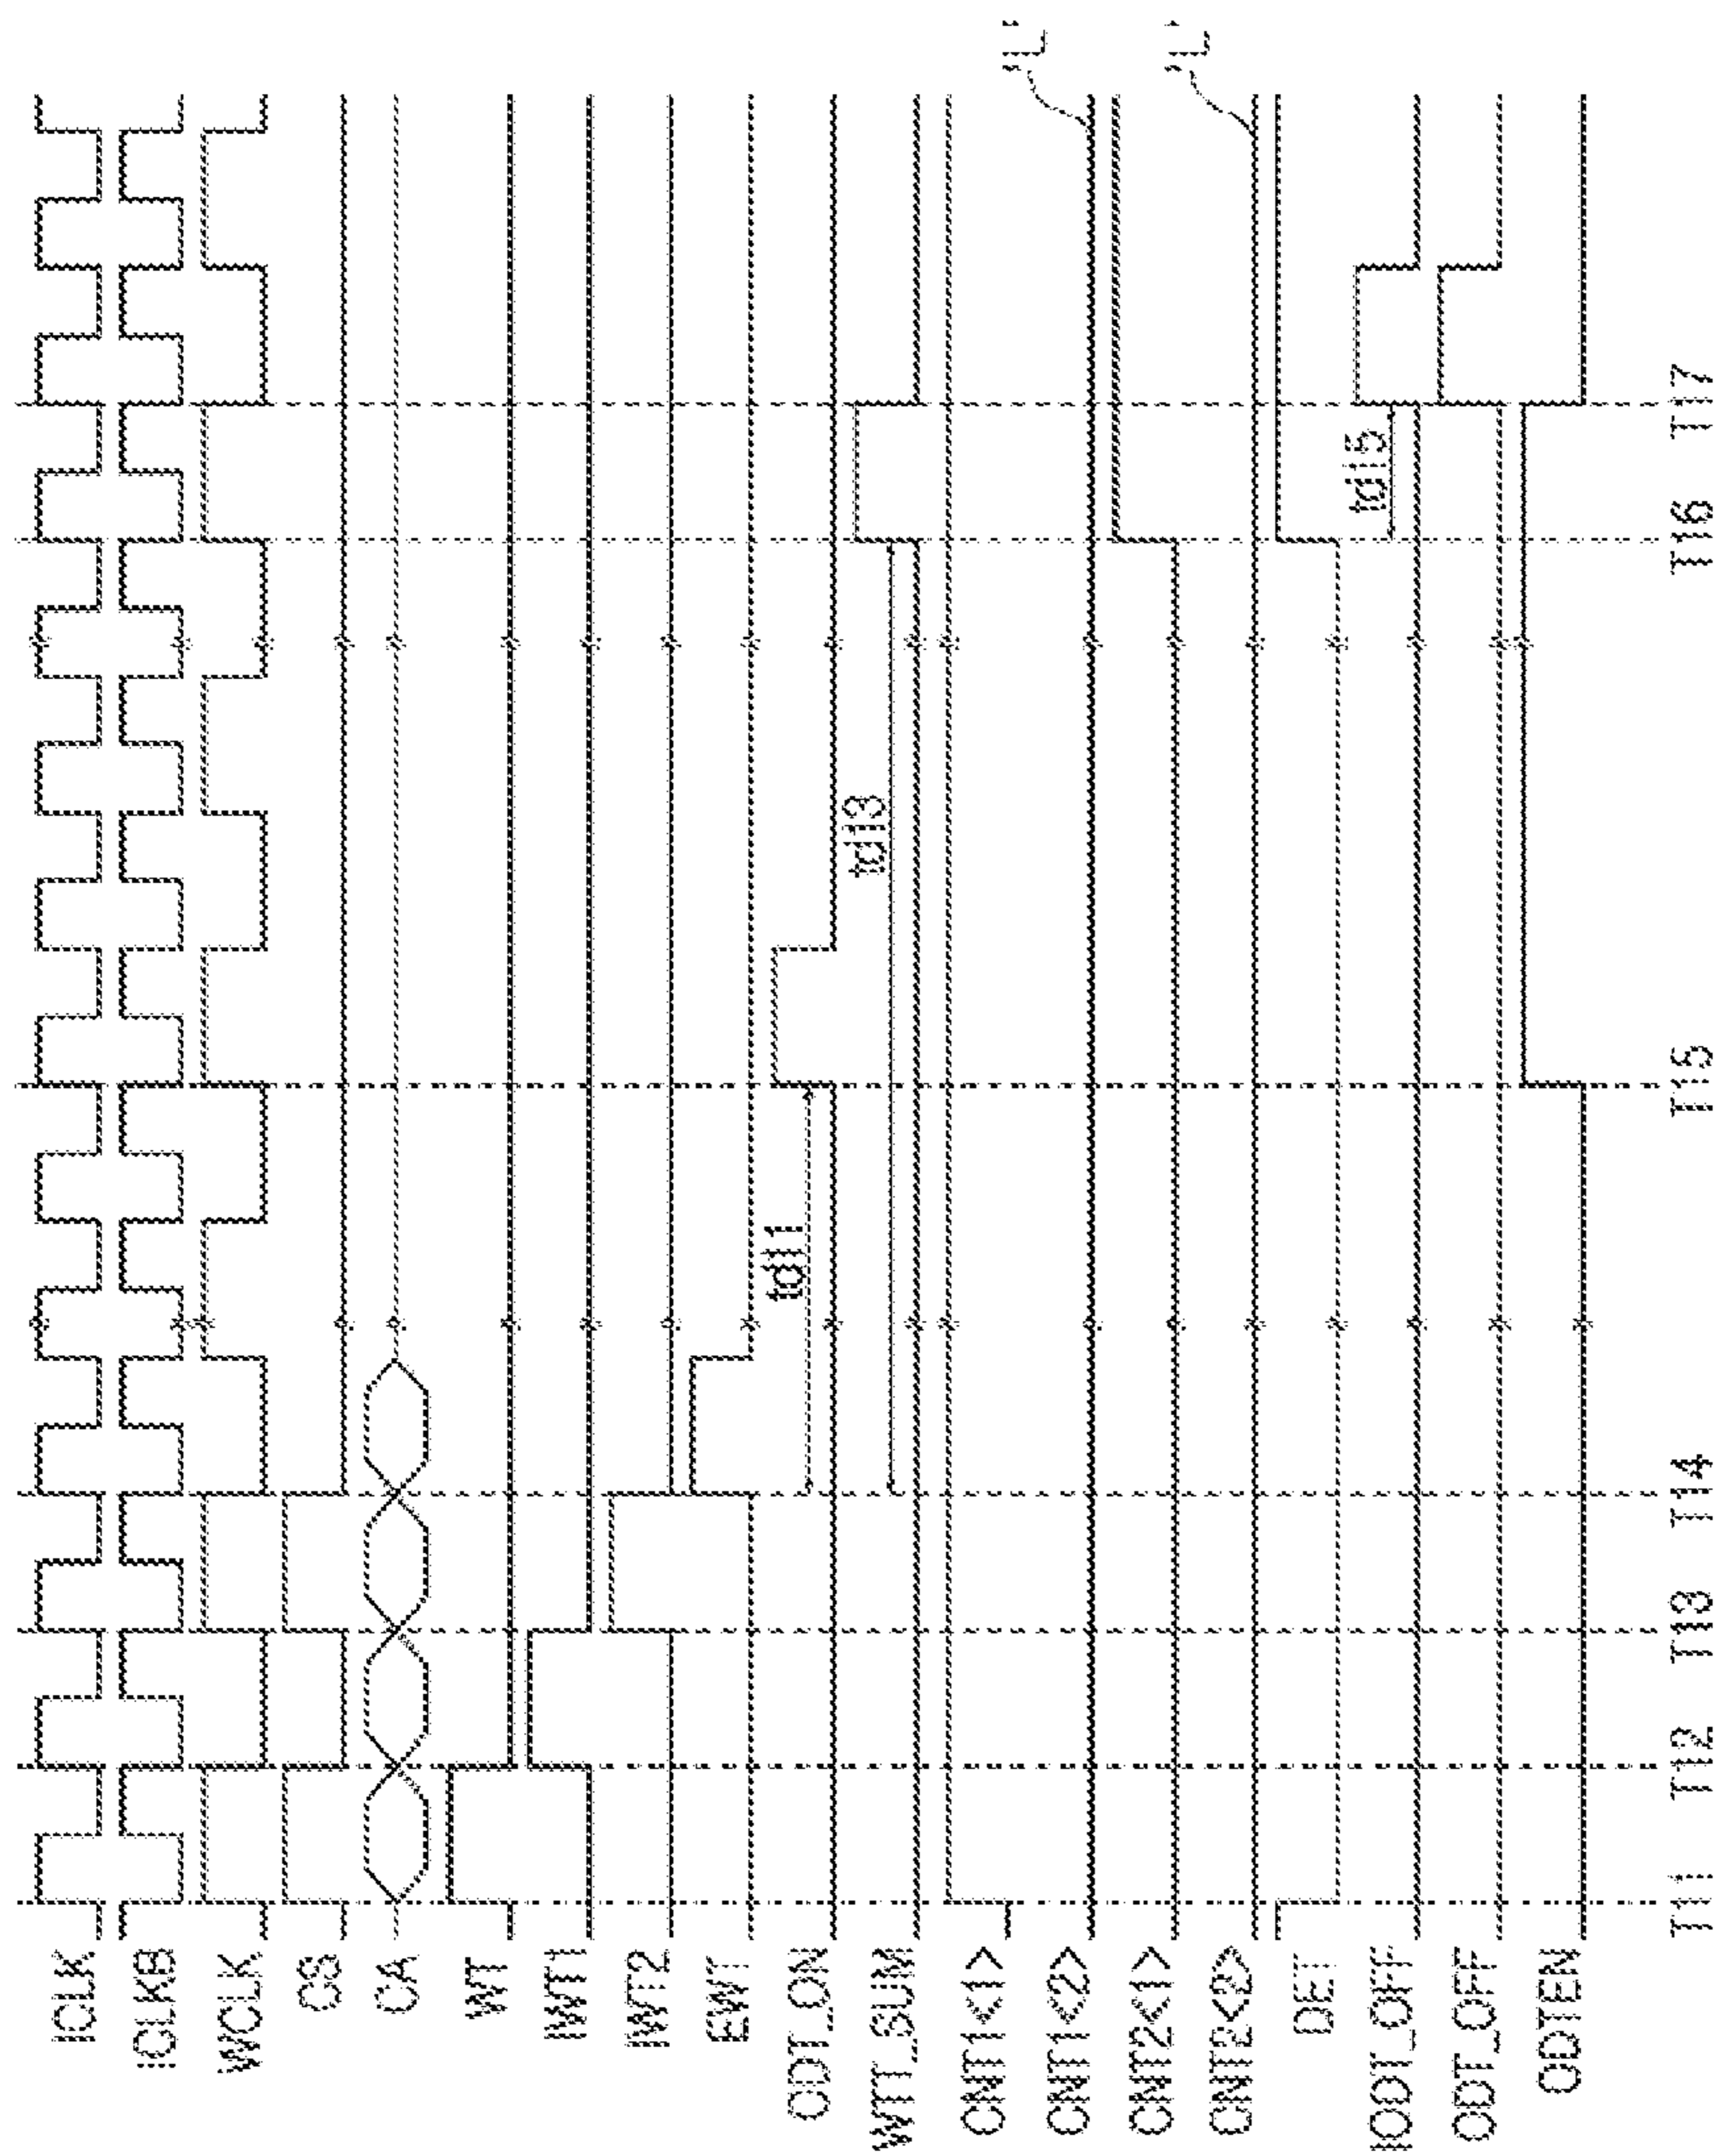 ICLK
ICLKB
WCLK
CS
CA
WT
IWT1
IWT2
EWT
ODT_ON
td11
WTT_SUM
td13
CNT1<1>
CNT1<2>
"L"
CNT2<1>
CNT2<2>
"L"
DET
IODT_OFF
td15
ODT_OFF
ODTEN
T11 T12 T13 T14 T15 T16 T17